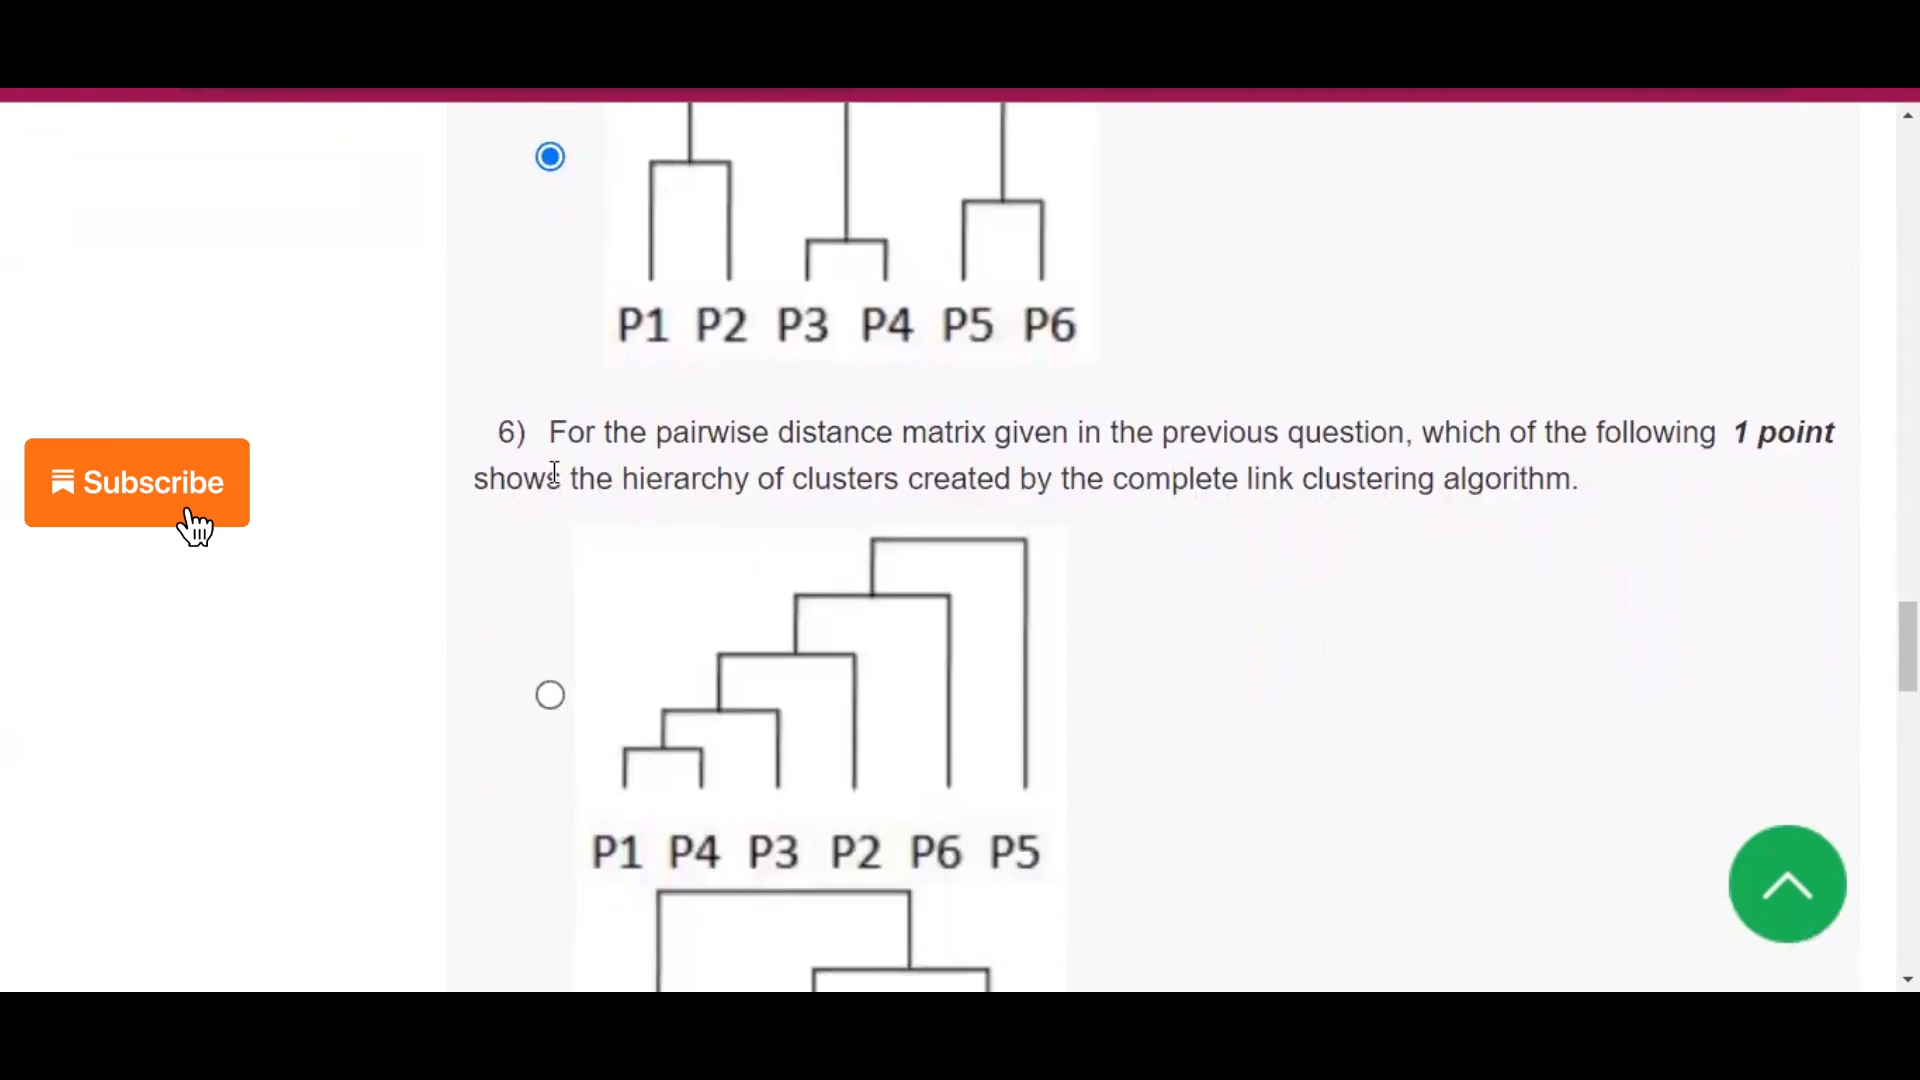 P1 P2 P3 P4 P5 P6
6) For the pairwise distance matrix given in the previous question, which of the following 1 point
shows the hierarchy of clusters created by the complete link clustering algorithm.
Subscribe
P1 P4 P3 P2 P6 P5